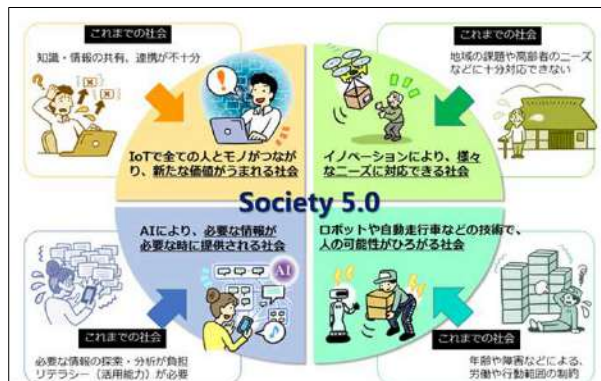 これまでの社会
知識・情報の共有、連携が不十分
IoTで全ての人とモノがつなが
り、新たな価値がうまれる社会
これまでの社会
地域の課題や高齢者のニーズ
などに十分対応できない
イノベーションにより、様々
なニーズに対応できる社会
Society 5.0
AIにより、必要な情報が
必要な時に提供される社会
AI
これまでの社会
必要な情報の探索・分析が負担
リテラシー（活用能力）が必要
ロボットや自動走行車などの技術で、
人の可能性がひろがる社会
これまでの社会
年齢や障害などによる、
労働や行動範囲の制約